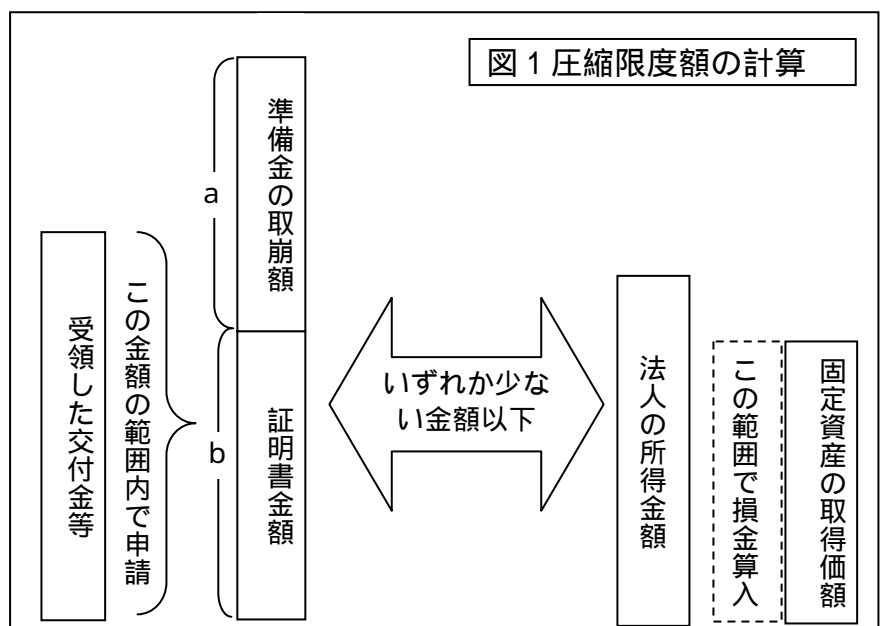 図１圧縮限度額の計算
受領した交付金等
この金額の範囲内で申請
a
準備金の取崩額
b
証明書金額
いずれか少な
い金額以下
法人の所得金額
この範囲で損金算入
固定資産の取得価額